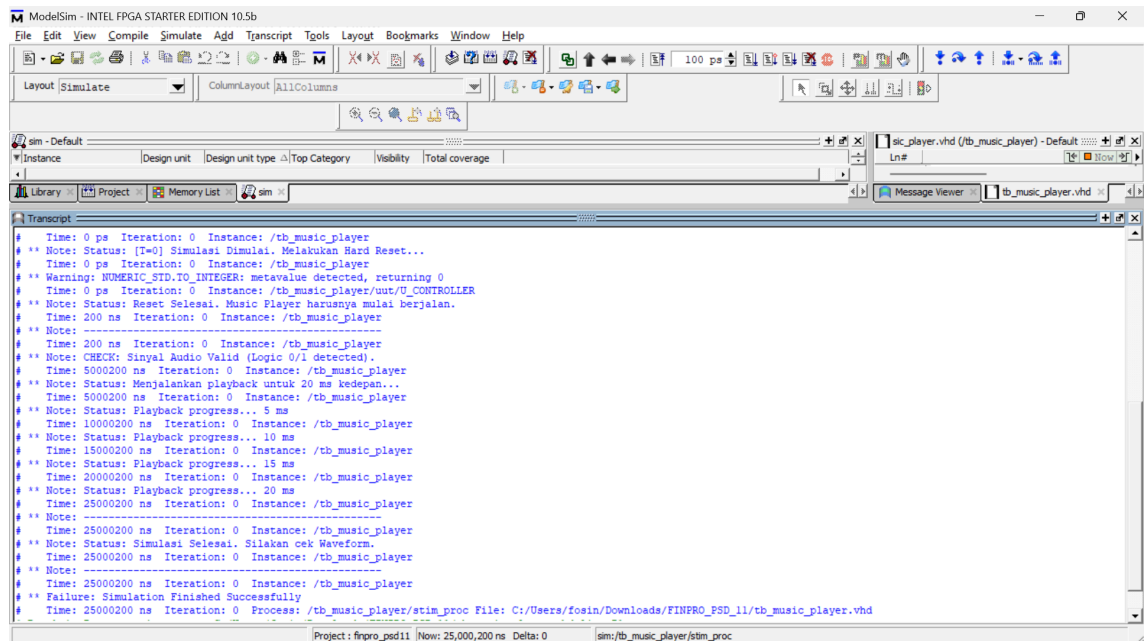 ModelSim - INTEL FPGA STARTER EDITION 10.5b
File Edit View Compile Simulate Add Transcript Tools Layout Bookmarks Window Help
100 ps
Layout Simulate ColumnLayout AllColumns
sim - Default
sic_player.vhd (/tb_music_player) - Default
Instance Design unit Design unit type Top Category Visibility Total coverage
Ln# Now
Library Project Memory List sim
Message Viewer tb_music_player.vhd
Transcript
# Time: 0 ps Iteration: 0 Instance: /tb_music_player
# ** Note: Status: [T=0] Simulasi Dimulai. Melakukan Hard Reset...
# Time: 0 ps Iteration: 0 Instance: /tb_music_player
# ** Warning: NUMERIC_STD.TO_INTEGER: metavalue detected, returning 0
# Time: 0 ps Iteration: 0 Instance: /tb_music_player/uut/U_CONTROLLER
# ** Note: Status: Reset Selesai. Music Player harusnya mulai berjalan.
# Time: 200 ns Iteration: 0 Instance: /tb_music_player
# ** Note: -------------------------------------------------
# Time: 200 ns Iteration: 0 Instance: /tb_music_player
# ** Note: CHECK: Sinyal Audio Valid (Logic 0/1 detected).
# Time: 5000200 ns Iteration: 0 Instance: /tb_music_player
# ** Note: Status: Menjalankan playback untuk 20 ms kedepan...
# Time: 5000200 ns Iteration: 0 Instance: /tb_music_player
# ** Note: Status: Playback progress... 5 ms
# Time: 10000200 ns Iteration: 0 Instance: /tb_music_player
# ** Note: Status: Playback progress... 10 ms
# Time: 15000200 ns Iteration: 0 Instance: /tb_music_player
# ** Note: Status: Playback progress... 15 ms
# Time: 20000200 ns Iteration: 0 Instance: /tb_music_player
# ** Note: Status: Playback progress... 20 ms
# Time: 25000200 ns Iteration: 0 Instance: /tb_music_player
# ** Note: -------------------------------------------------
# Time: 25000200 ns Iteration: 0 Instance: /tb_music_player
# ** Note: Status: Simulasi Selesai. Silakan cek Waveform.
# Time: 25000200 ns Iteration: 0 Instance: /tb_music_player
# ** Note: -------------------------------------------------
# Time: 25000200 ns Iteration: 0 Instance: /tb_music_player
# ** Failure: Simulation Finished Successfully
# Time: 25000200 ns Iteration: 0 Process: /tb_music_player/stim_proc File: C:/Users/fosin/Downloads/FINPRO_PSD_11/tb_music_player.vhd
Project : finpro_psd11 Now: 25,000,200 ns Delta: 0 sim:/tb_music_player/stim_proc